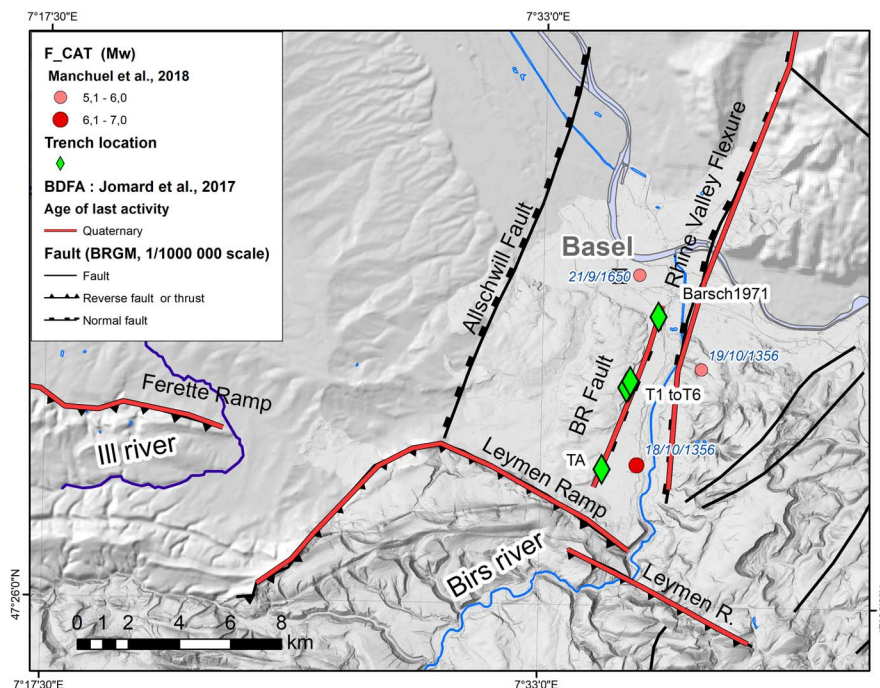 7°17'30"E
7°33'0"E
F_CAT (Mw)
Manchuel et al., 2018
5,1 - 6,0
6,1 - 7,0
Trench location
BDFA : Jomard et al., 2017
Age of last activity
Quaternary
Fault (BRGM, 1/1000 000 scale)
Fault
Reverse fault or thrust
Normal fault
Allschwill Fault
Rhine Valley Flexure
Basel
21/9/1650
Barsch1971
19/10/1356
BR Fault
T1 toT6
Ferette Ramp
Ill river
18/10/1356
TA
Leymen Ramp
Birs river
Leymen R.
47°26'0"N
0 2 4 6 8
km
7°17'30"E
7°33'0"E